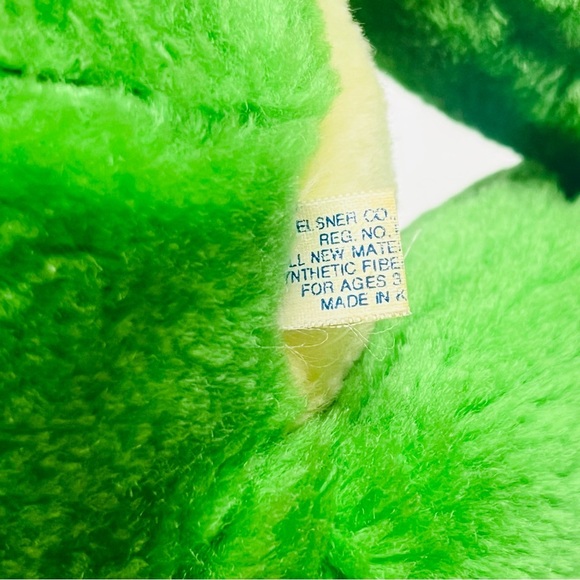 ELSNER CO.
REG. NO.
LL NEW MATE
YNTHETIC FIBE
FOR AGES 3
MADE IN